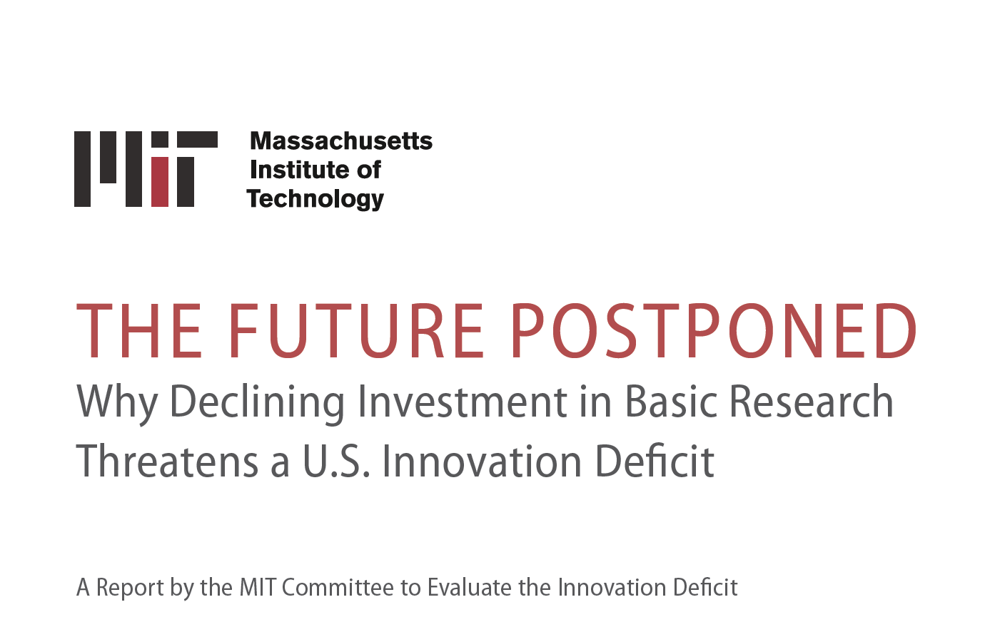 MIT
Massachusetts
Institute of
Technology
THE FUTURE POSTPONED
Why Declining Investment in Basic Research
Threatens a U.S. Innovation Deficit
A Report by the MIT Committee to Evaluate the Innovation Deficit